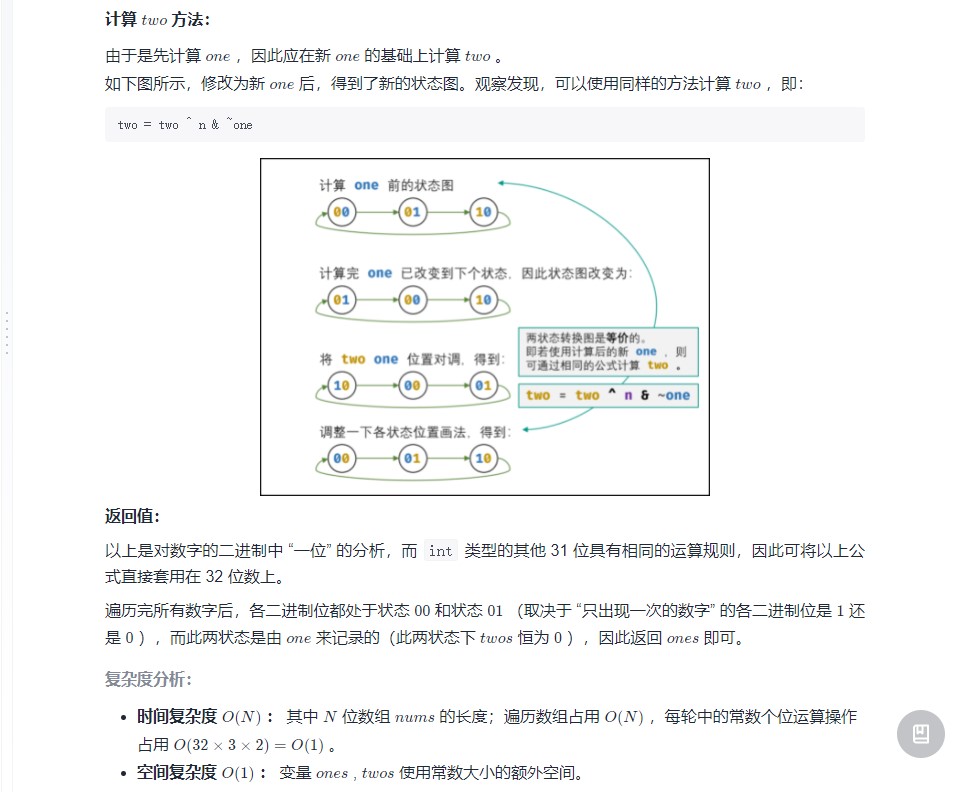 计算 two 方法：
由于是先计算 one ，因此应在新 one 的基础上计算 two 。
如下图所示，修改为新 one 后，得到了新的状态图。观察发现，可以使用同样的方法计算 two ，即：
two = two ^ n & ~one
计算 one 前的状态图
00 01 10
计算完 one 已改变到下个状态，因此状态图改变为：
01 00 10
两状态转换图是等价的。
即若使用计算后的新 one ，则
可通过相同的公式计算 two 。
将 two one 位置对调，得到：
10 00 01
two = two ^ n & ~one
调整一下各状态位置画法，得到：
00 01 10
返回值：
以上是对数字的二进制中 “一位” 的分析，而 int 类型的其他 31 位具有相同的运算规则，因此可将以上公
式直接套用在 32 位数上。
遍历完所有数字后，各二进制位都处于状态 00 和状态 01 （取决于 “只出现一次的数字” 的各二进制位是 1 还
是 0 ），而此两状态是由 one 来记录的（此两状态下 twos 恒为 0 ），因此返回 ones 即可。
复杂度分析：
• 时间复杂度 O(N) ： 其中 N 位数组 nums 的长度；遍历数组占用 O(N) ，每轮中的常数个位运算操作
占用 O(32 × 3 × 2) = O(1) 。
• 空间复杂度 O(1) ： 变量 ones , twos 使用常数大小的额外空间。